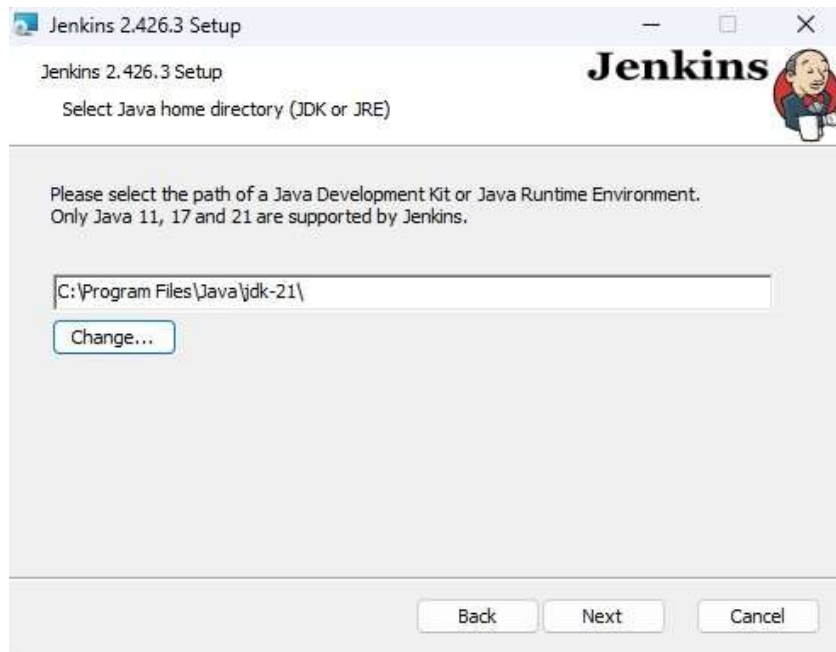 Jenkins 2.426.3 Setup
Jenkins 2.426.3 Setup
Jenkins
Select Java home directory (JDK or JRE)
Please select the path of a Java Development Kit or Java Runtime Environment.
Only Java 11, 17 and 21 are supported by Jenkins.
C:\Program Files\Java\jdk-21\
Change...
Back Next Cancel